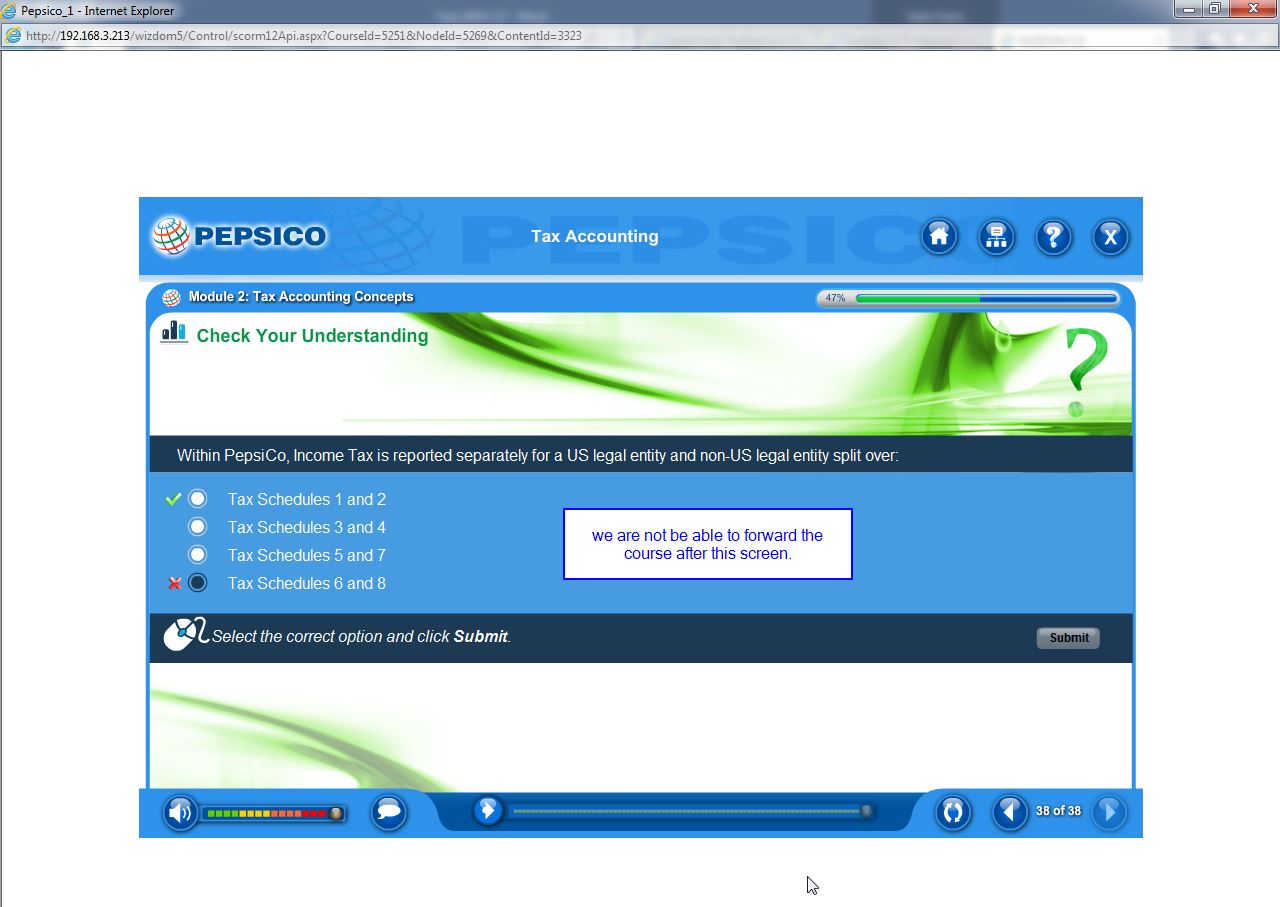 Pepsico_1 - Internet Explorer
http://192.168.3.213/wizdom5/Control/scorm12Api.aspx?CourseId=5251&NodeId=5269&ContentId=3323
PEPSICO
PEPSICO
Tax Accounting
?
X
Module 2: Tax Accounting Concepts
47%
Check Your Understanding
?
Within PepsiCo, Income Tax is reported separately for a US legal entity and non-US legal entity split over:
Tax Schedules 1 and 2
Tax Schedules 3 and 4
Tax Schedules 5 and 7
Tax Schedules 6 and 8
we are not be able to forward the
course after this screen.
Select the correct option and click Submit.
Submit
38 of 38